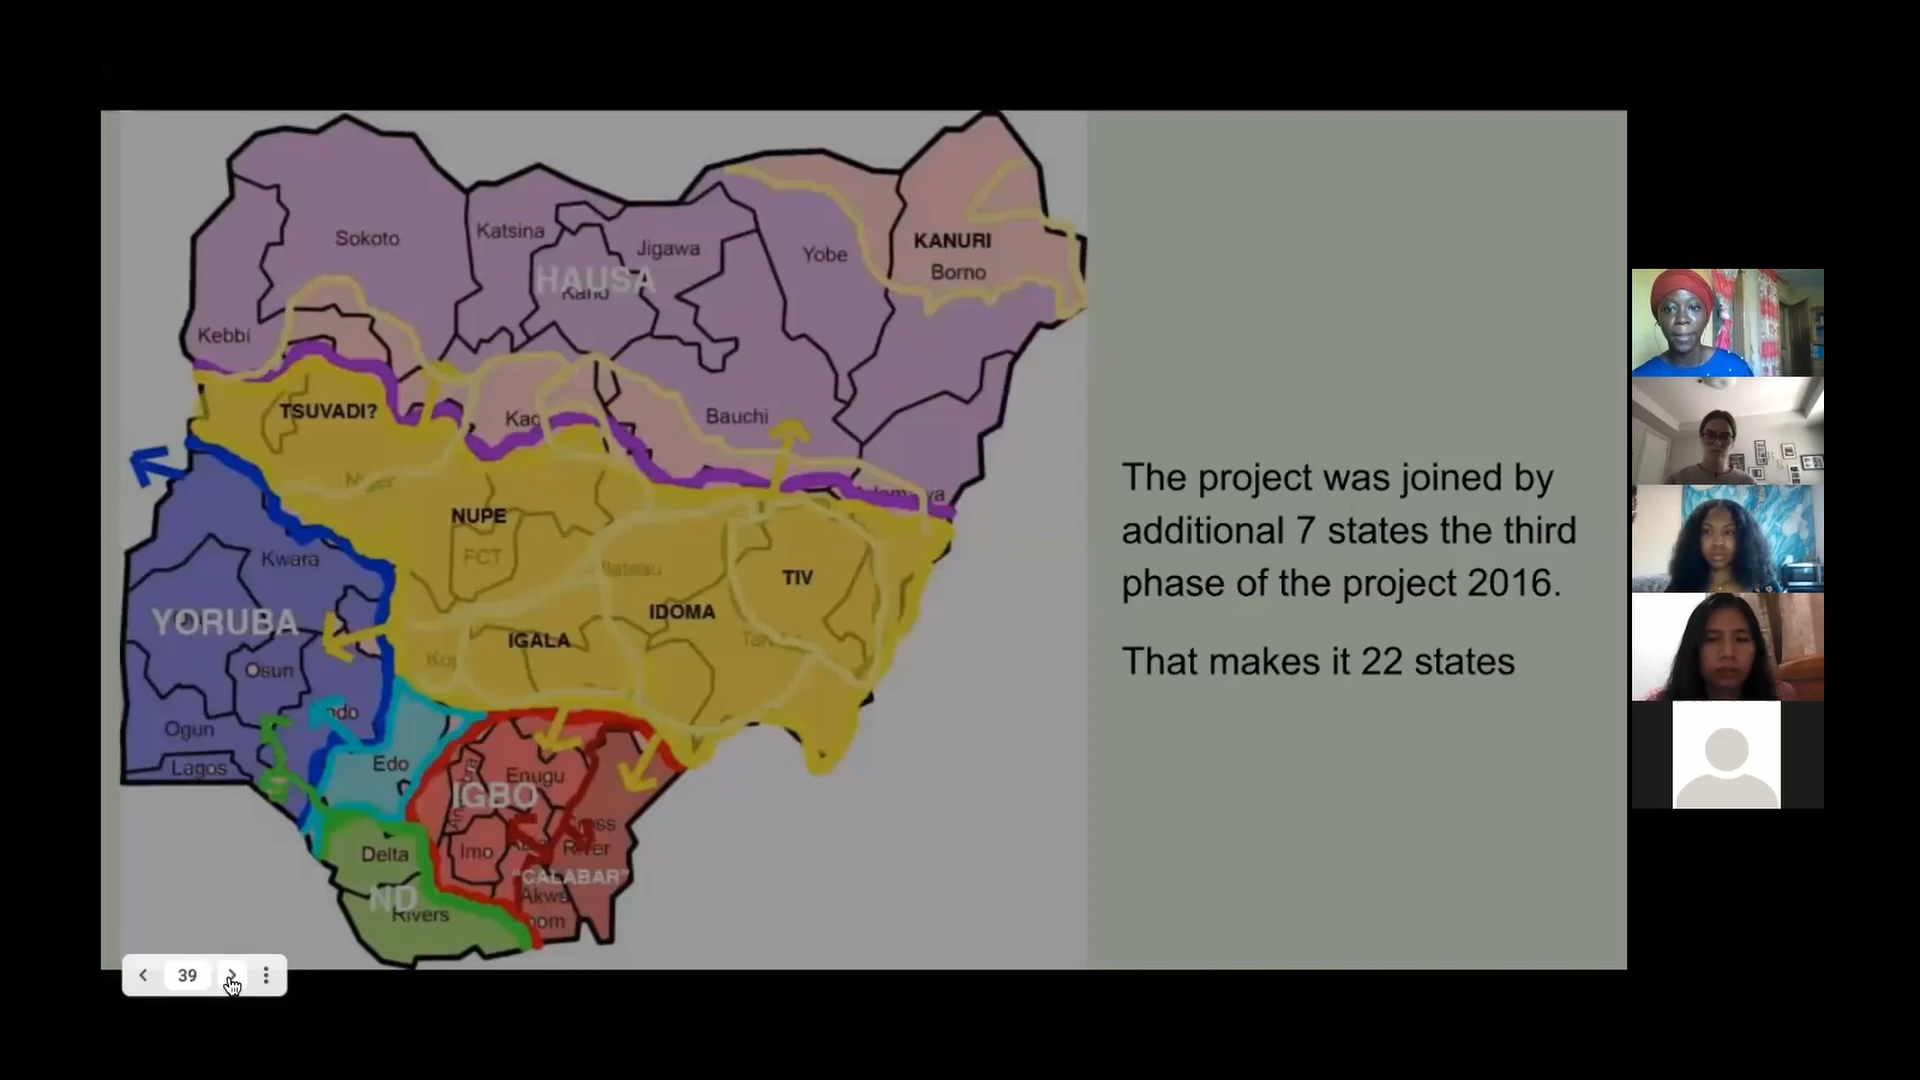 Sokoto
Katsina
Jigawa
HAUSA
Kano
Yobe
KANURI
Borno
Kebbi
TSUVADI?
Bauchi
Niger
NUPE
FCT
Kwara
YORUBA
TIV
IDOMA
IGALA
Osun
Ogun
Lagos
Edo
Enugu
IGBO
Imo
Delta
River
"CALABAR"
ND
Rivers
Akwa
The project was joined by
additional 7 states the third
phase of the project 2016.
That makes it 22 states
39